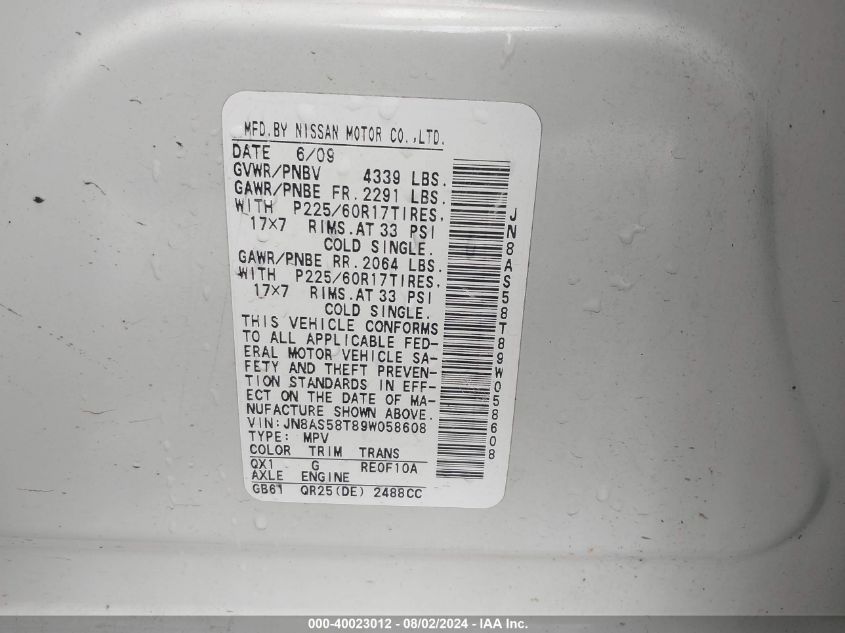 MFD.BY NISSAN MOTOR CO.,LTD.
DATE 6/09
GVWR/PNBV 4339 LBS.
GAWR/PNBE FR.2291 LBS.
WITH P225/60R17TIRES.
17×7 RIMS.AT 33 PSI
COLD SINGLE.
GAWR/PNBE RR.2064 LBS.
WITH P225/60R17TIRES.
17×7 RIMS.AT 33 PSI
COLD SINGLE.
THIS VEHICLE CONFORMS
TO ALL APPLICABLE FED-
ERAL MOTOR VEHICLE SA-
FETY AND THEFT PREVEN-
TION STANDARDS IN EFF-
ECT ON THE DATE OF MA-
NUFACTURE SHOWN ABOVE.
VIN:JN8AS58T89W058608
TYPE: MPV
COLOR TRIM TRANS
QX1 G RE0F10A
AXLE ENGINE
GB61 QR25(DE) 2488CC
JN8AS58T89W058608
000-40023012 - 08/02/2024 - IAA Inc.